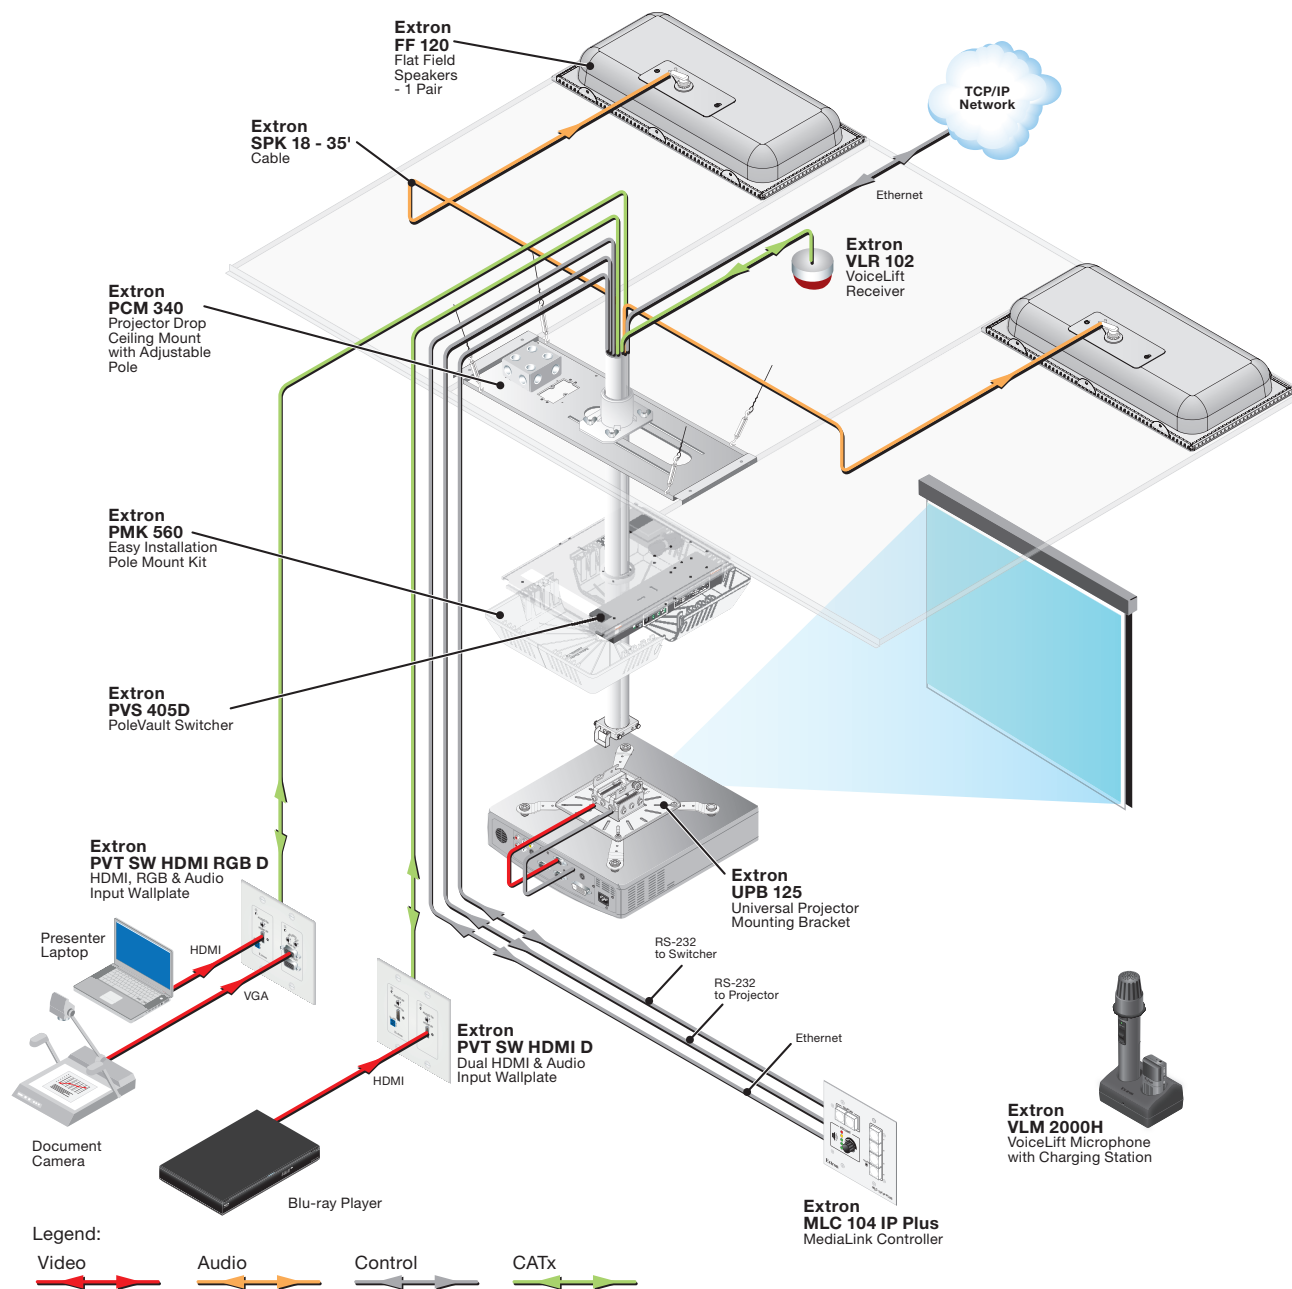 Extron
FF 120
Flat Field
Speakers
- 1 Pair
TCP/IP
Network
Extron
SPK 18 - 35'
Cable
Ethernet
Extron
VLR 102
VoiceLift
Receiver
Extron
PCM 340
Projector Drop
Ceiling Mount
with Adjustable
Pole
Extron
PMK 560
Easy Installation
Pole Mount Kit
Extron
PVS 405D
PoleVault Switcher
Extron
PVT SW HDMI RGB D
HDMI, RGB & Audio
Input Wallplate
Extron
UPB 125
Universal Projector
Mounting Bracket
Presenter
Laptop
HDMI
VGA
RS-232
to Switcher
RS-232
to Projector
Ethernet
Extron
PVT SW HDMI D
Dual HDMI & Audio
Input Wallplate
HDMI
Document
Camera
Blu-ray Player
Extron
VLM 2000H
VoiceLift Microphone
with Charging Station
Extron
MLC 104 IP Plus
MediaLink Controller
Legend:
Video
Audio
Control
CATx